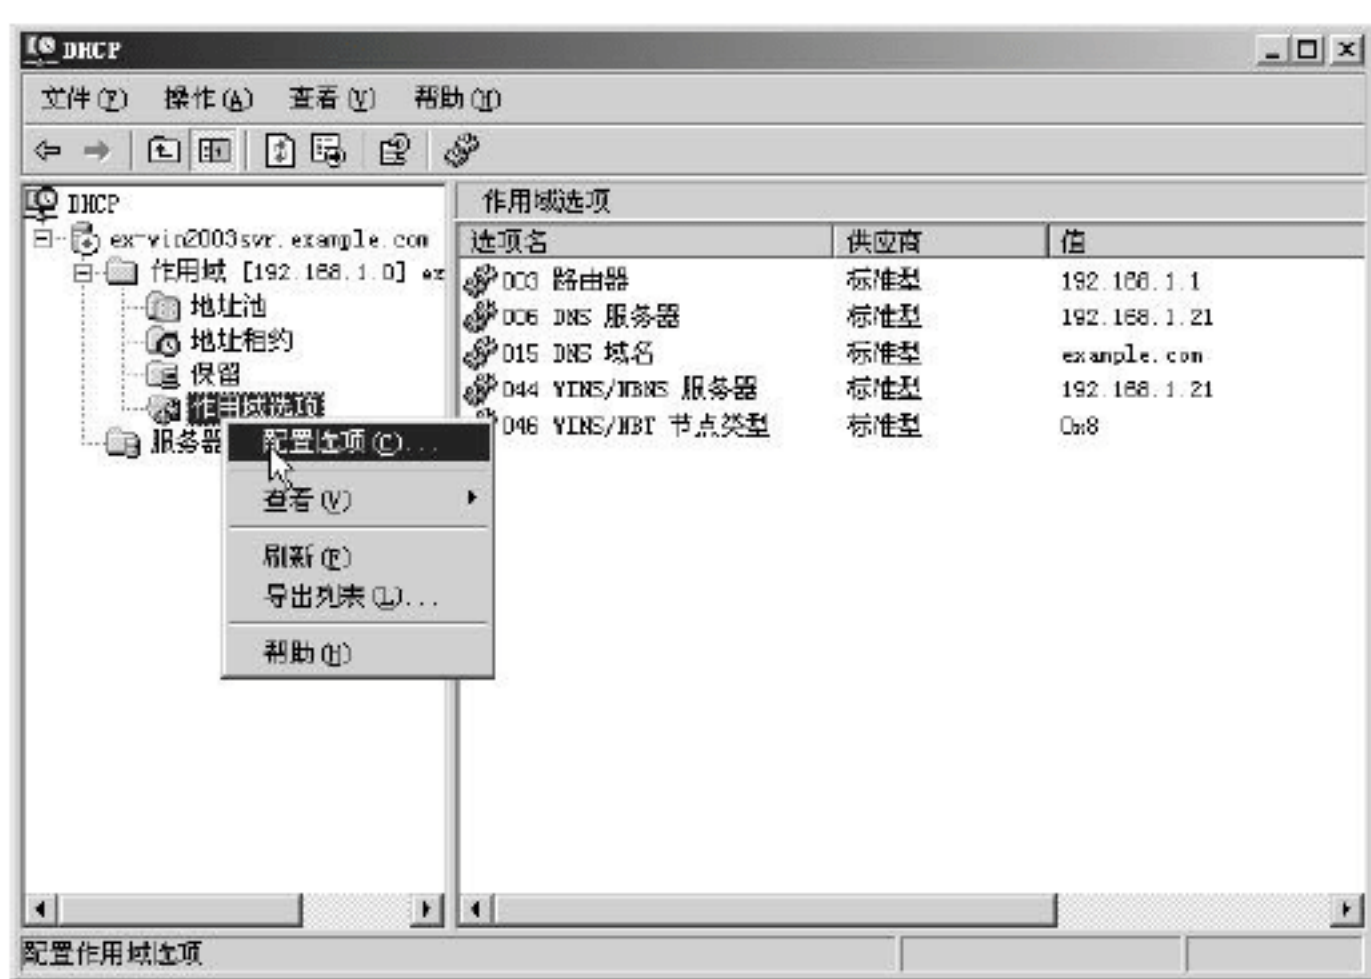 DHCP
文件(F) 操作(A) 查看(V) 帮助(H)
DHCP
ex-win2003svr.example.com
作用域 [192.168.1.0] ex
地址池
地址租约
保留
作用域选项
服务器
配置选项(C)...
查看(V)
刷新(F)
导出列表(L)...
帮助(H)
作用域选项
选项名 供应商 值
003 路由器 标准型 192.168.1.1
006 DNS 服务器 标准型 192.168.1.21
015 DNS 域名 标准型 example.com
044 WINS/NBNS 服务器 标准型 192.168.1.21
046 WINS/NBT 节点类型 标准型 0x8
配置作用域选项